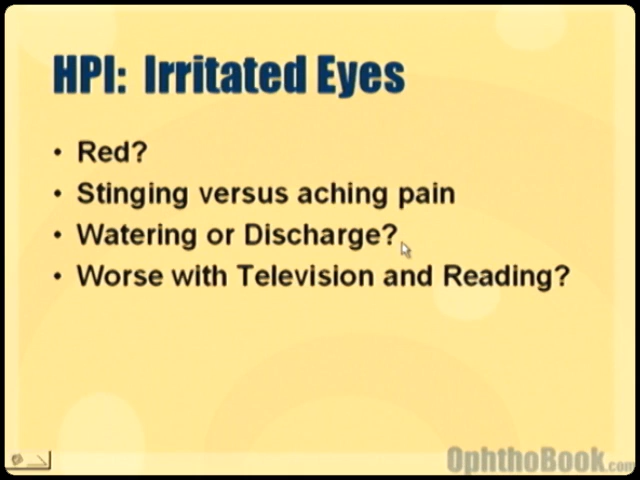 HPI: Irritated Eyes
• Red?
• Stinging versus aching pain
• Watering or Discharge?
• Worse with Television and Reading?
OphthoBook.com